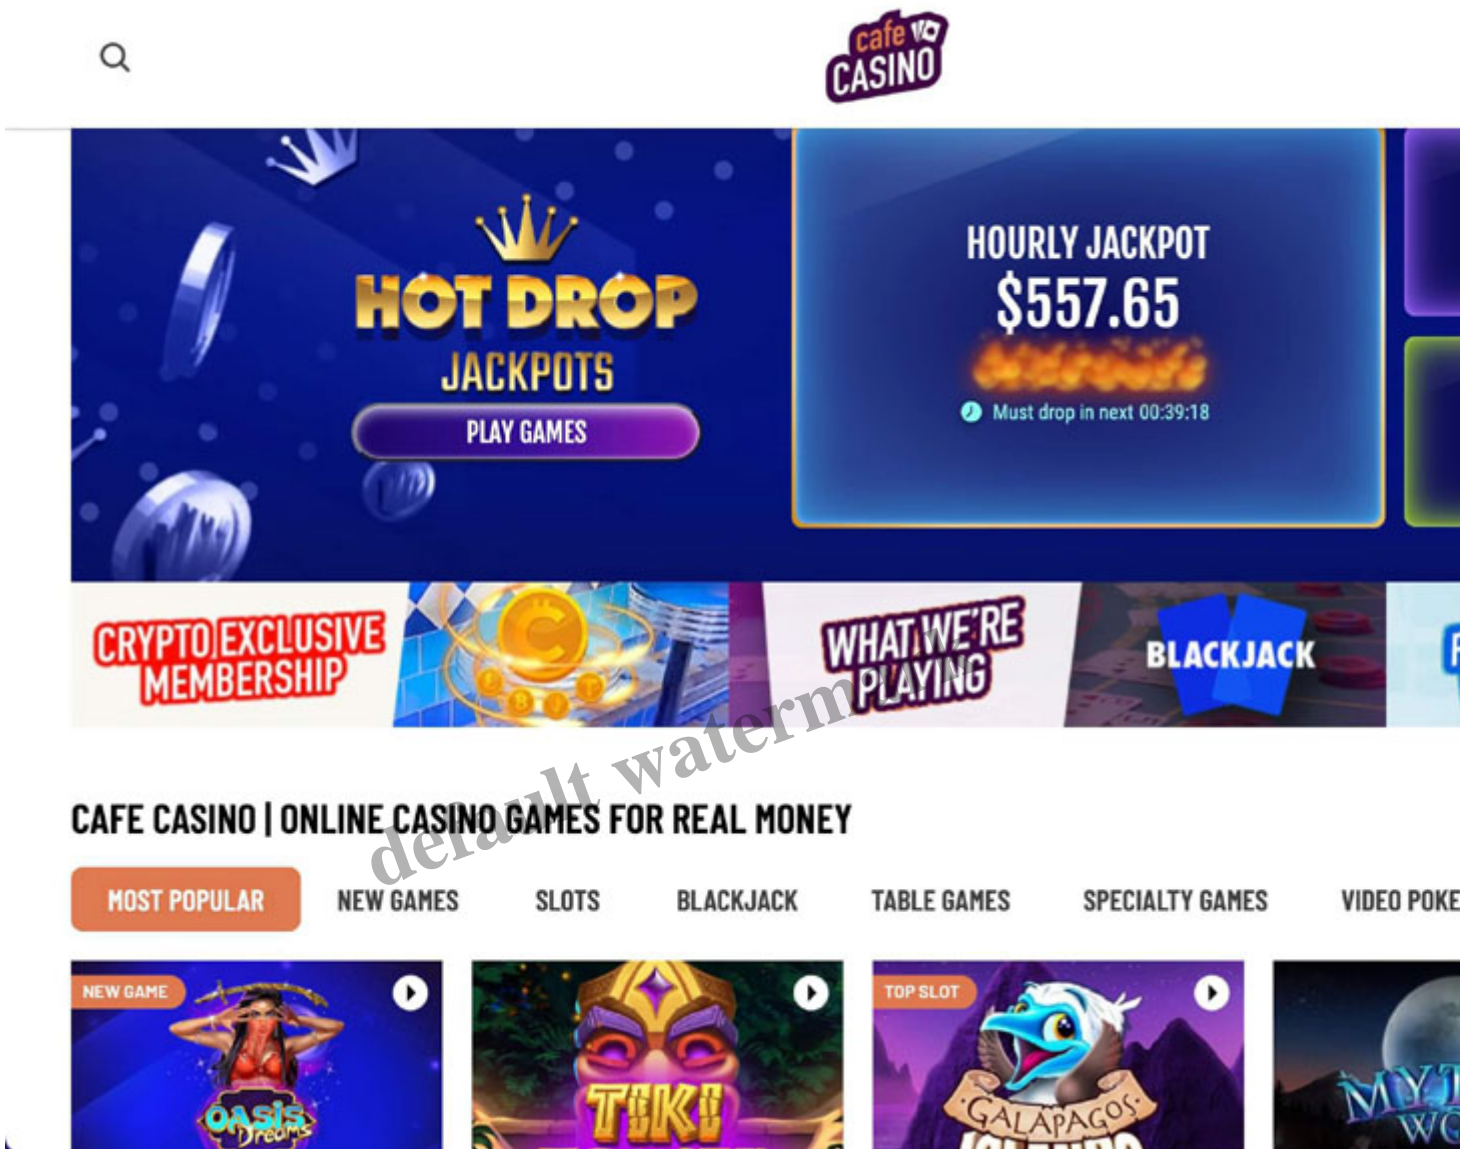 cafe
CASINO
HOT DROP
JACKPOTS
PLAY GAMES
HOURLY JACKPOT
$557.65
Must drop in next 00:39:18
CRYPTO EXCLUSIVE
MEMBERSHIP
WHAT WE'RE
PLAYING
BLACKJACK
default waterm
CAFE CASINO | ONLINE CASINO GAMES FOR REAL MONEY
MOST POPULAR
NEW GAMES
SLOTS
BLACKJACK
TABLE GAMES
SPECIALTY GAMES
VIDEO POKE
NEW GAME
OASIS
Dreams
TIKI
TOP SLOT
GALAPAGOS